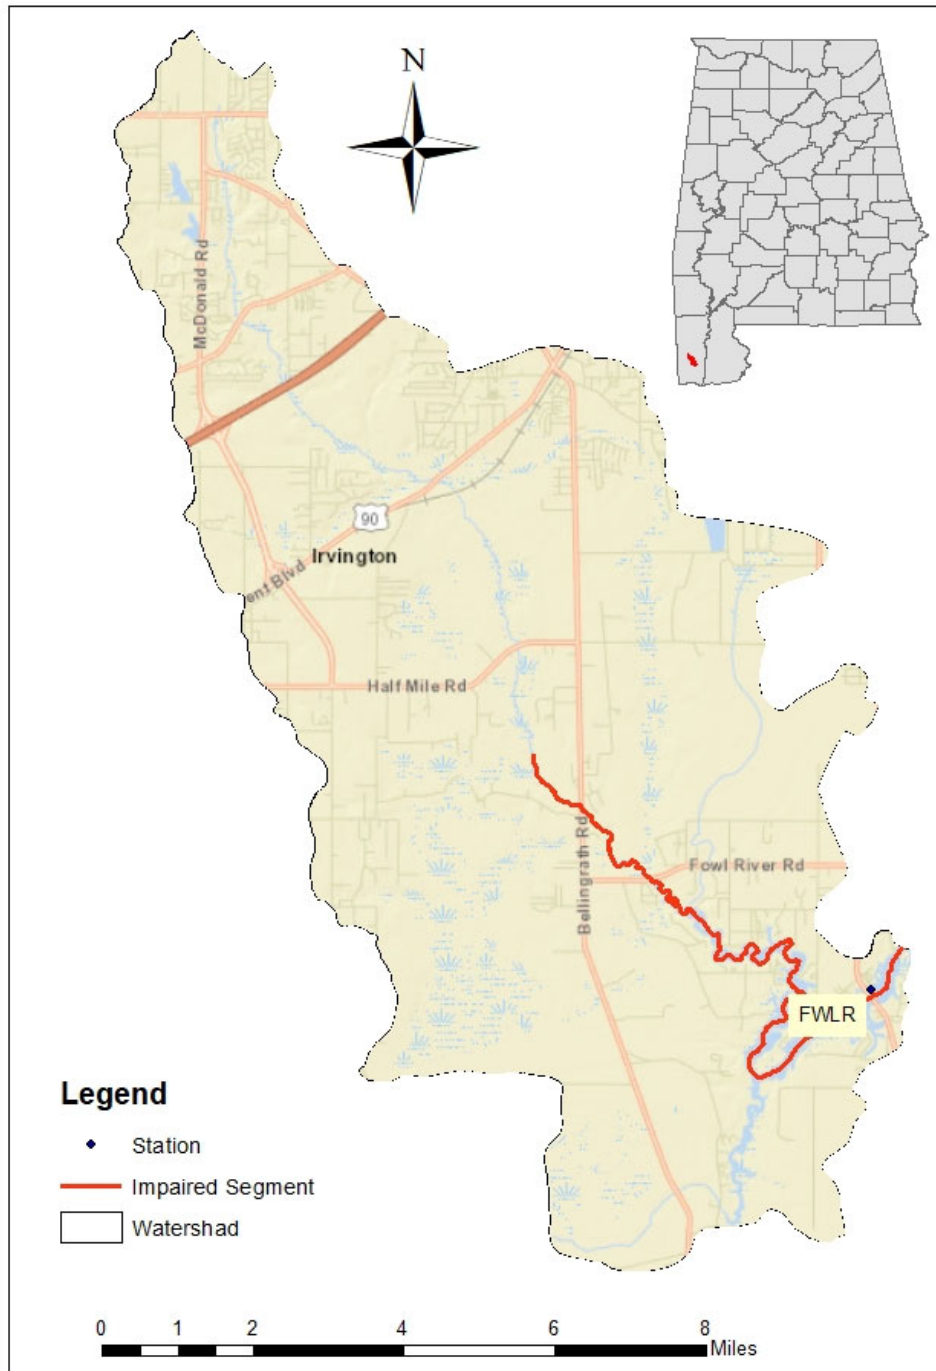 N
McDonald Rd
90
Irvington
ent Blvd
Half Mile Rd
Bellingrath Rd
Fowl River Rd
FWLR
Legend
Station
Impaired Segment
Watershad
0 1 2 4 6 8
Miles